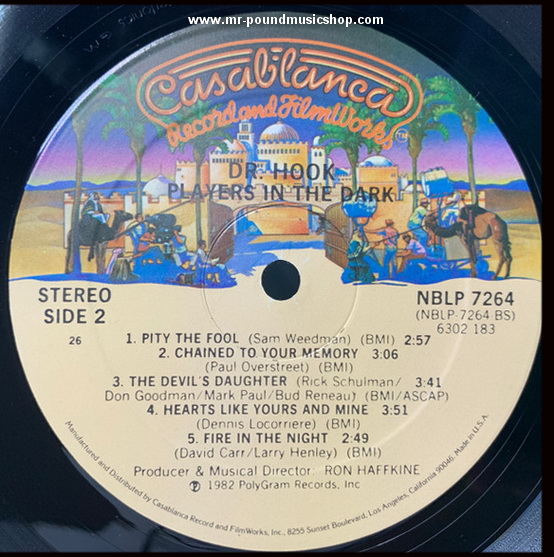 www.mr-poundmusicshop.com
Casablanca
Record and FilmWorks™
DR. HOOK
PLAYERS IN THE DARK
STEREO
SIDE 2
26
NBLP 7264
(NBLP-7264-BS)
6302 183
1. PITY THE FOOL (Sam Weedman) (BMI) 2:57
2. CHAINED TO YOUR MEMORY 3:06
(Paul Overstreet) (BMI)
3. THE DEVIL'S DAUGHTER (Rick Schulman/ 3:41
Don Goodman/Mark Paul/Bud Reneau) (BMI/ASCAP)
4. HEARTS LIKE YOURS AND MINE 3:51
(Dennis Locorriere) (BMI)
5. FIRE IN THE NIGHT 2:49
(David Carr/Larry Henley) (BMI)
Producer & Musical Director: RON HAFFKINE
℗ 1982 PolyGram Records, Inc
Manufactured and Distributed by Casablanca Record and FilmWorks, Inc., 8255 Sunset Boulevard, Los Angeles, California 90046. Made in U.S.A.